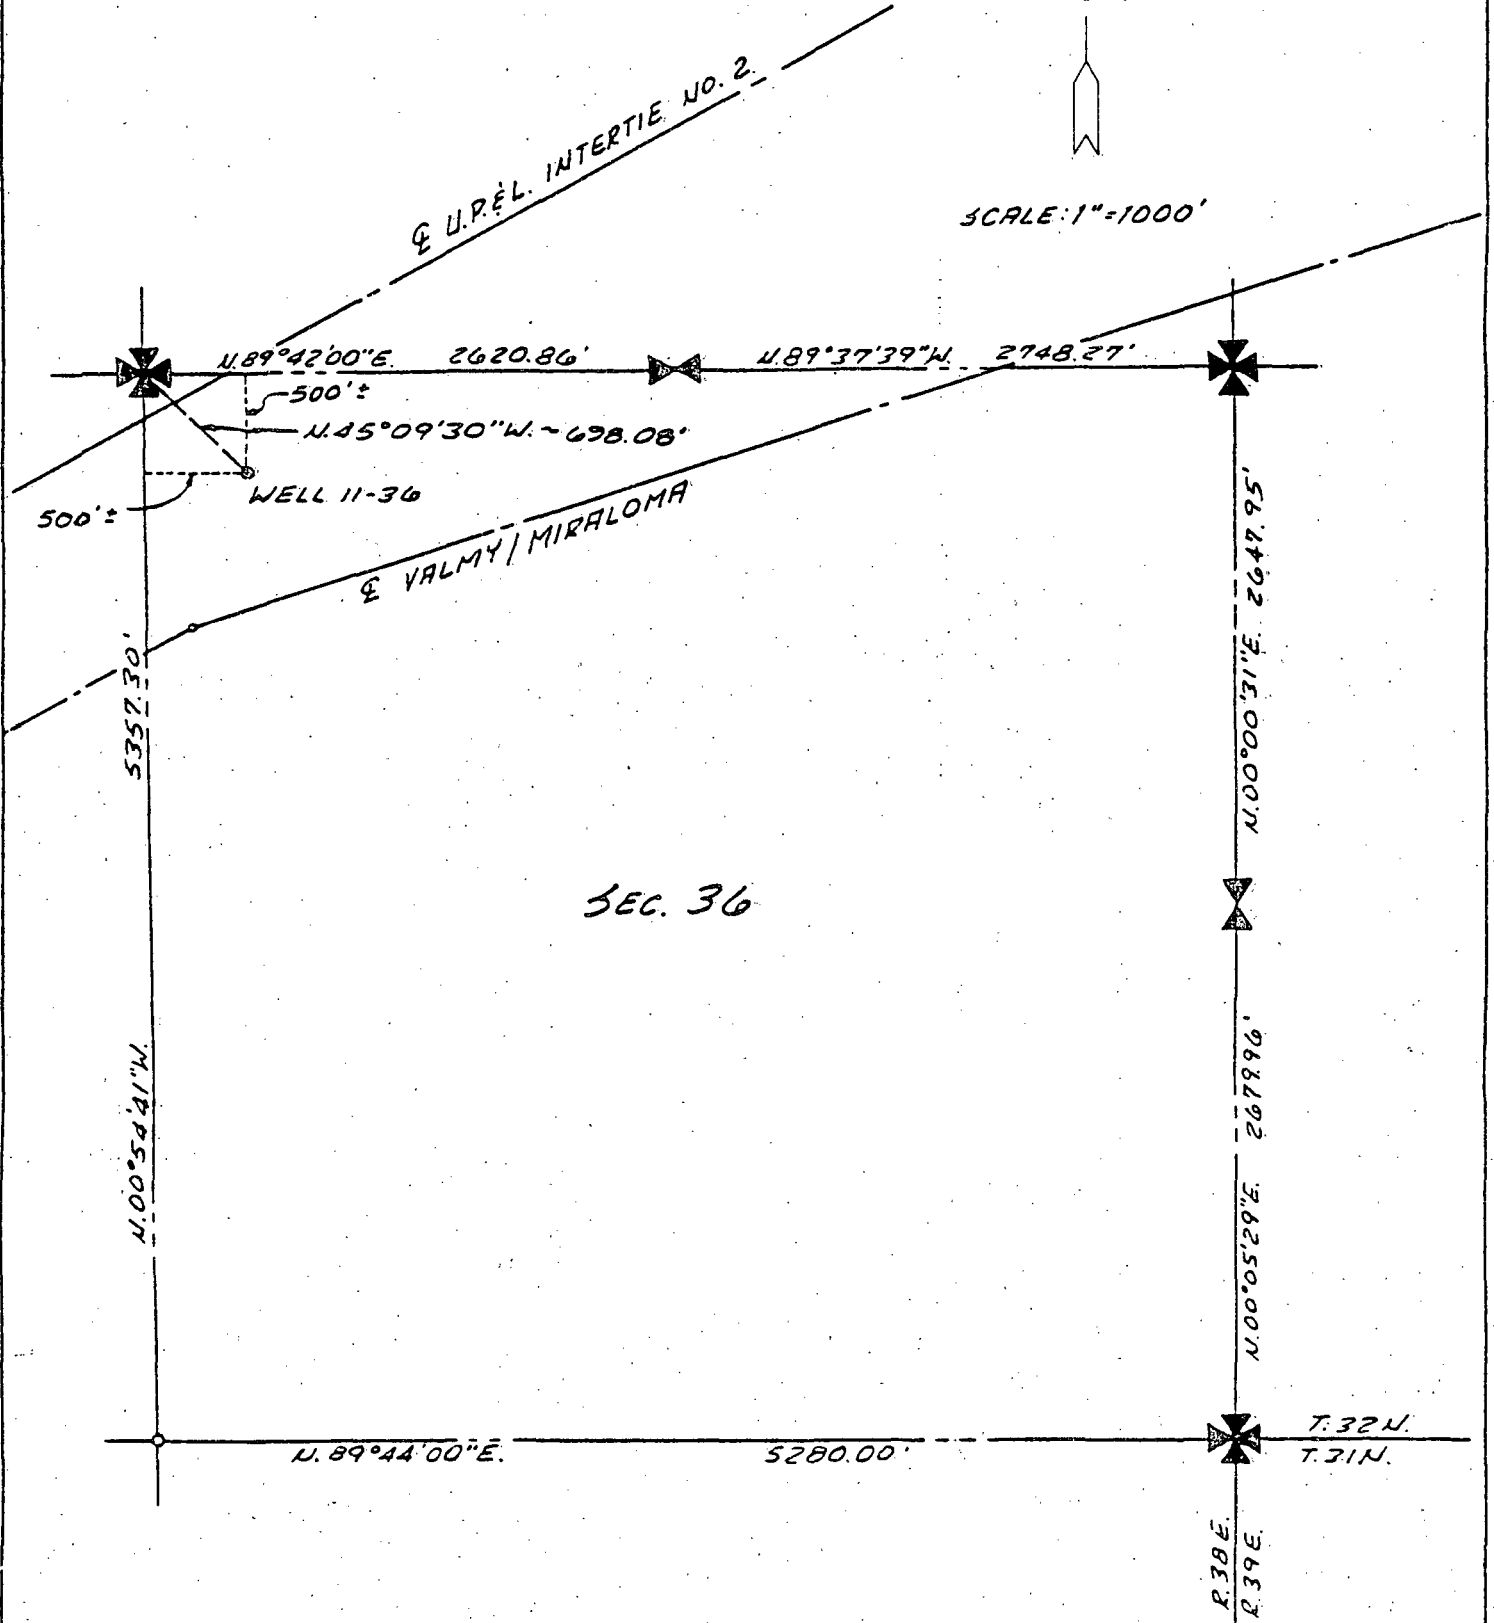 ℄ U.P.&L. INTERTIE NO. 2.
SCALE: 1"=1000'
N.89°42'00"E. 2620.86'
N.89°37'39"W. 2748.27'
500'±
N.45°09'30"W. ~ 698.08'
WELL 11-36
500'±
℄ VALMY / MIRALOMA
5357.30'
N.00°54'41"W.
N.00°00'13"E. 2647.95'
SEC. 36
N.00°05'29"E. 2679.96'
N.89°44'00"E. 5280.00'
T.32N.
T.31N.
R.38E.
R.39E.